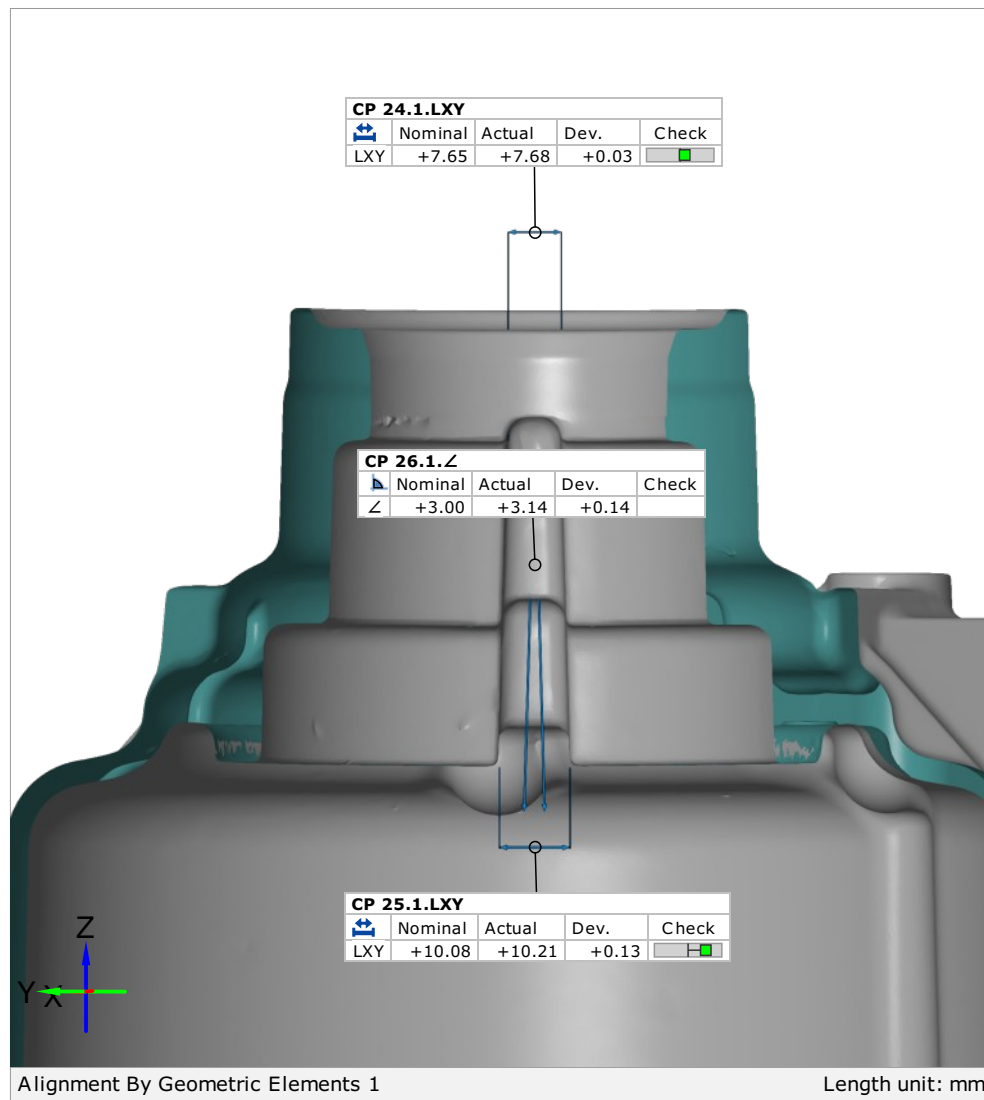 CP 24.1.LXY
Nominal Actual Dev. Check
LXY +7.65 +7.68 +0.03
CP 26.1.∠
Nominal Actual Dev. Check
∠ +3.00 +3.14 +0.14
CP 25.1.LXY
Nominal Actual Dev. Check
LXY +10.08 +10.21 +0.13
Z
Y X
Alignment By Geometric Elements 1 Length unit: mm